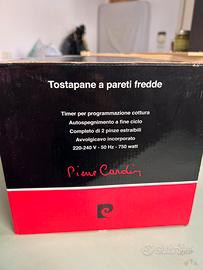 Tostapane a pareti fredde
Timer per programmazione cottura
Autospegnimento a fine ciclo
Completo di 2 pinze estraibili
Avvolgicavo incorporato
220-240 V - 50 Hz - 750 watt
Pierre Cardin
subito